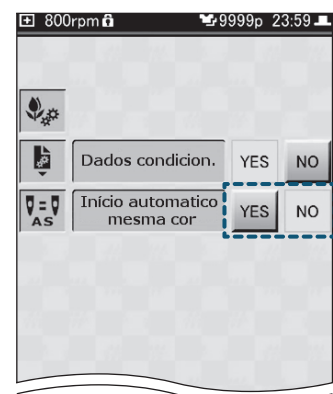 800rpm 9999p 23:59
Dados condicion. YES NO
Início automatico
mesma cor YES NO
AS